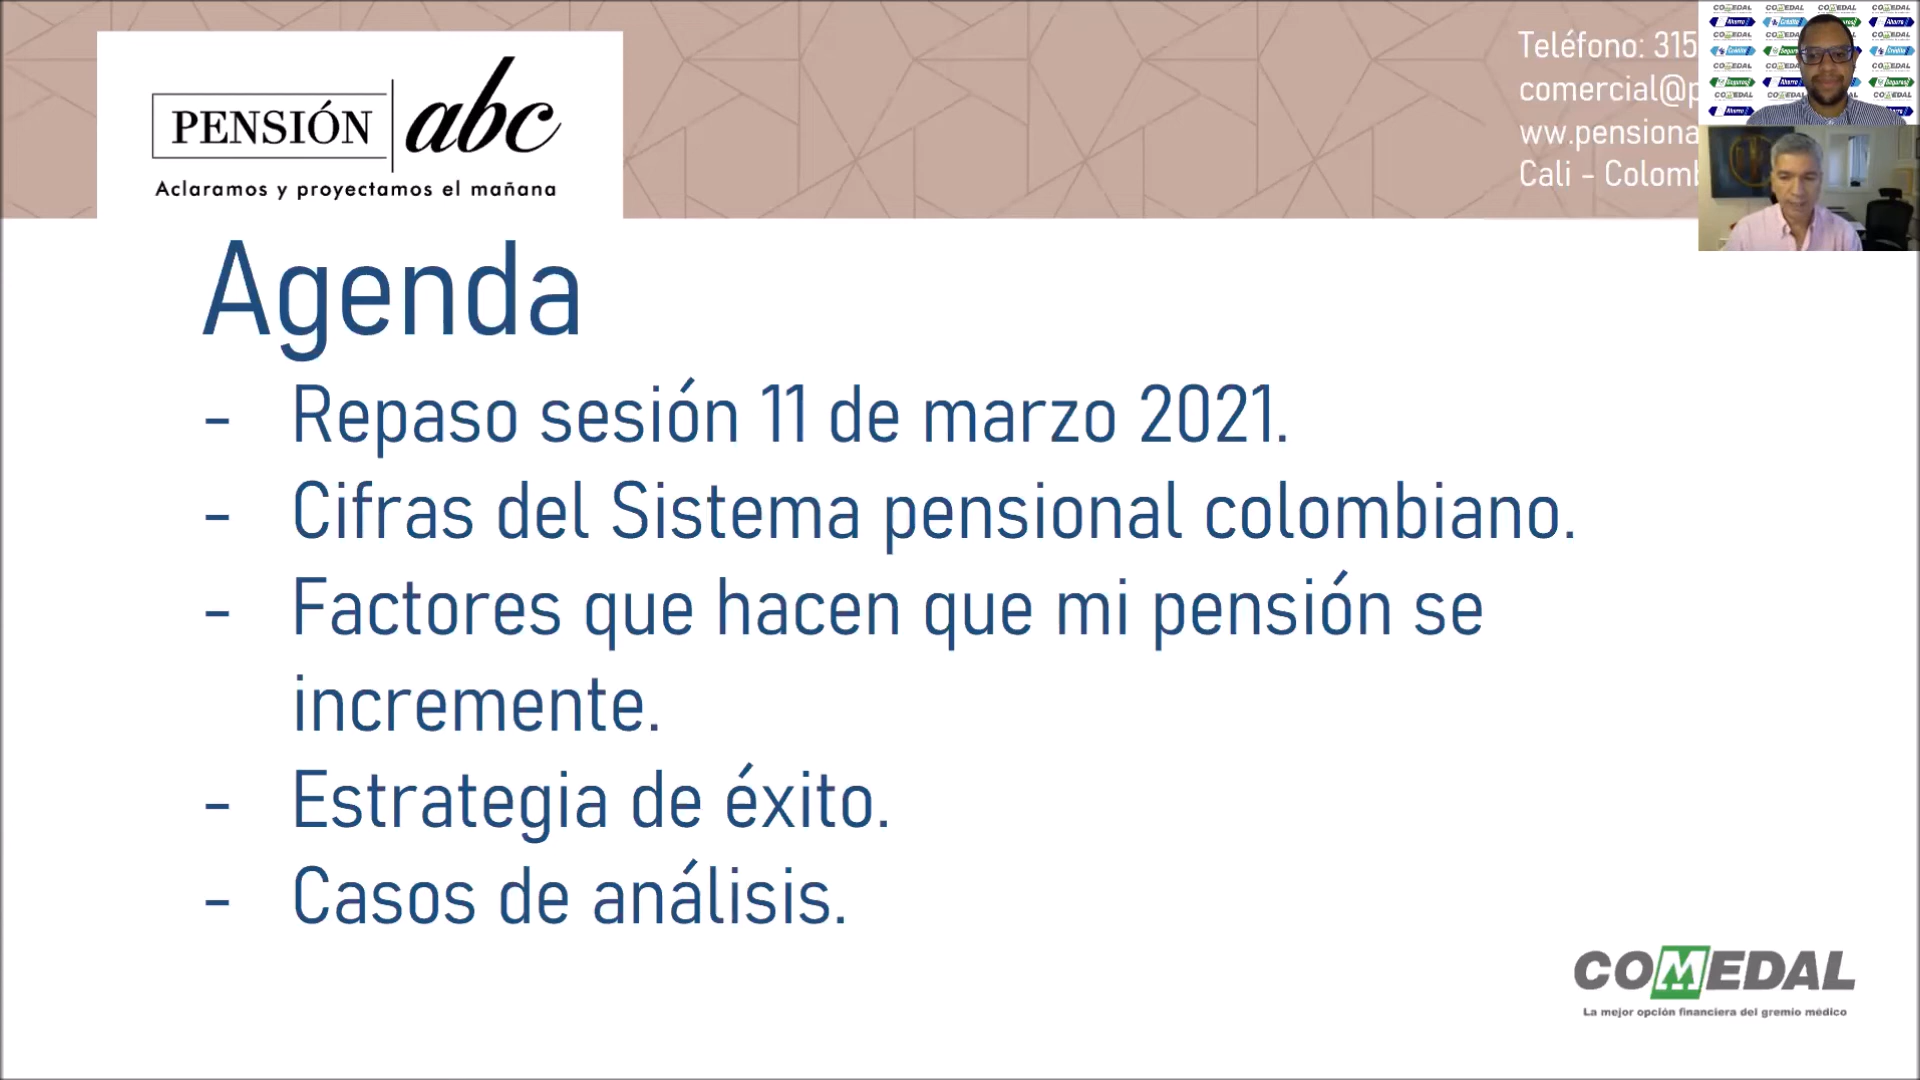 PENSIÓN abc
Aclaramos y proyectamos el mañana
Teléfono: 315
comercial@p
ww.pensiona
Cali - Colomb
Agenda
- Repaso sesión 11 de marzo 2021.
- Cifras del Sistema pensional colombiano.
- Factores que hacen que mi pensión se
incremente.
- Estrategia de éxito.
- Casos de análisis.
COMEDAL
La mejor opción financiera del gremio médico